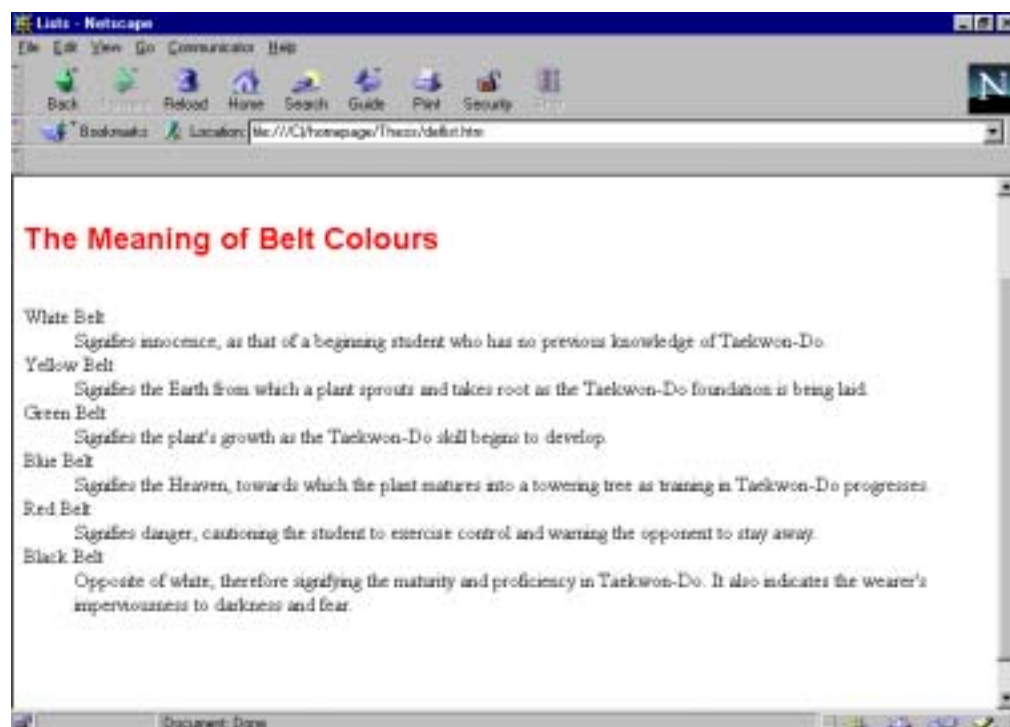 Lists - Netscape
File Edit View Go Communicator Help
Back Reload Home Search Guide Print Security
N
Bookmarks Location: file:///C|/homepage/Thesis/deflist.htm
The Meaning of Belt Colours
White Belt
Signifies innocence, as that of a beginning student who has no previous knowledge of Taekwon-Do.
Yellow Belt
Signifies the Earth from which a plant sprouts and takes root as the Taekwon-Do foundation is being laid.
Green Belt
Signifies the plant's growth as the Taekwon-Do skill begins to develop.
Blue Belt
Signifies the Heaven, towards which the plant matures into a towering tree as training in Taekwon-Do progresses.
Red Belt
Signifies danger, cautioning the student to exercise control and warning the opponent to stay away.
Black Belt
Opposite of white, therefore signifying the maturity and proficiency in Taekwon-Do. It also indicates the wearer's
imperviousness to darkness and fear.
Document: Done